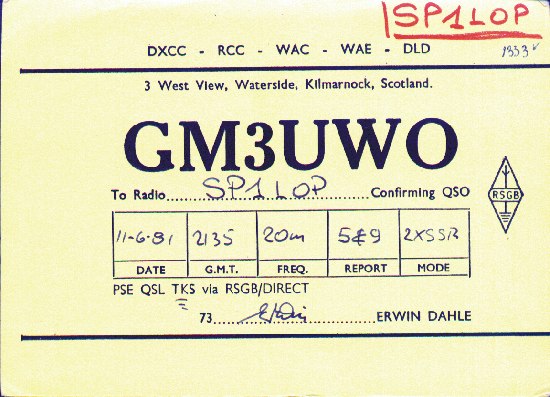 SP1LOP
DXCC - RCC - WAC - WAE - DLD
1333
3 West View, Waterside, Kilmarnock, Scotland.
GM3UWO
To Radio SP1LOP Confirming QSO
RSGB
11-6-81 2135 20m 5&9 2XSSB
DATE G.M.T. FREQ. REPORT MODE
PSE QSL TKS via RSGB/DIRECT
73 Erwin ERWIN DAHLE